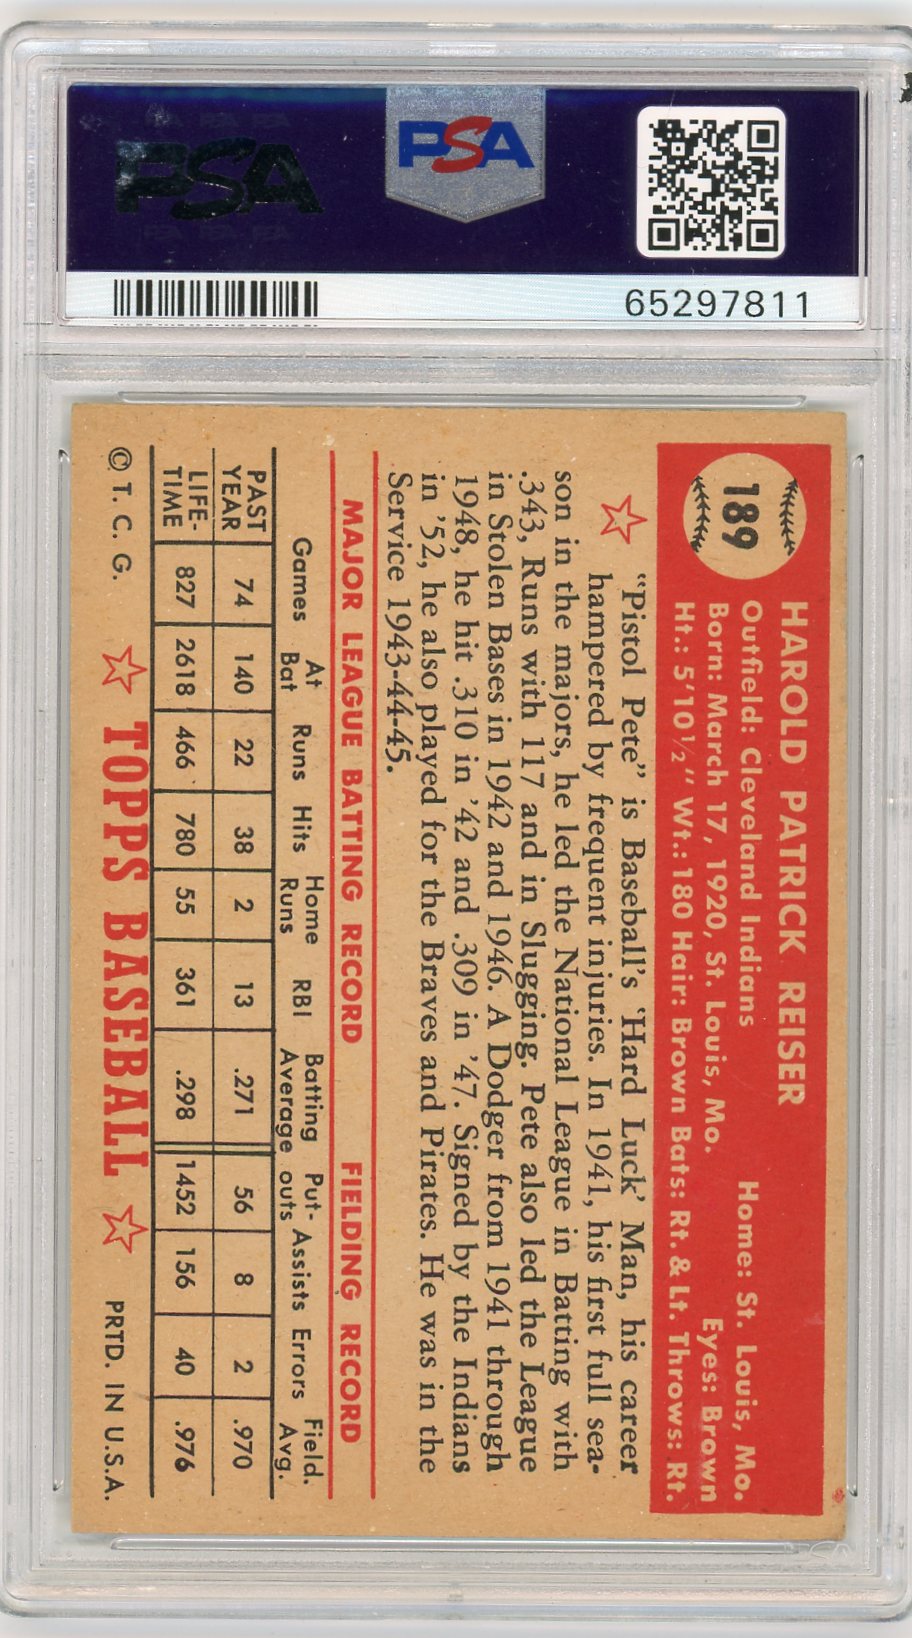 PSA
PSA
65297811
189
HAROLD PATRICK REISER
Outfield: Cleveland Indians Home: St. Louis, Mo.
Born: March 17, 1920, St. Louis, Mo. Eyes: Brown
Ht.: 5'10½" Wt.: 180 Hair: Brown Bats: Rt. & Lt. Throws: Rt.
"Pistol Pete" is Baseball's 'Hard Luck' Man, his career
hampered by frequent injuries. In 1941, his first full sea-
son in the majors, he led the National League in Batting with
.343, Runs with 117 and in Slugging. Pete also led the League
in Stolen Bases in 1942 and 1946. A Dodger from 1941 through
1948, he hit .310 in '42 and .309 in '47. Signed by the Indians
in '52, he also played for the Braves and Pirates. He was in the
Service 1943-44-45.
MAJOR LEAGUE BATTING RECORD FIELDING RECORD
Games At Bat Runs Hits Home Runs RBI Batting Average Put-outs Assists Errors Field. Avg.
PAST YEAR 74 140 22 38 2 13 .271 56 8 2 .970
LIFE-TIME 827 2618 466 780 55 361 .298 1452 156 40 .976
© T. C. G. TOPPS BASEBALL PRTD. IN U.S.A.